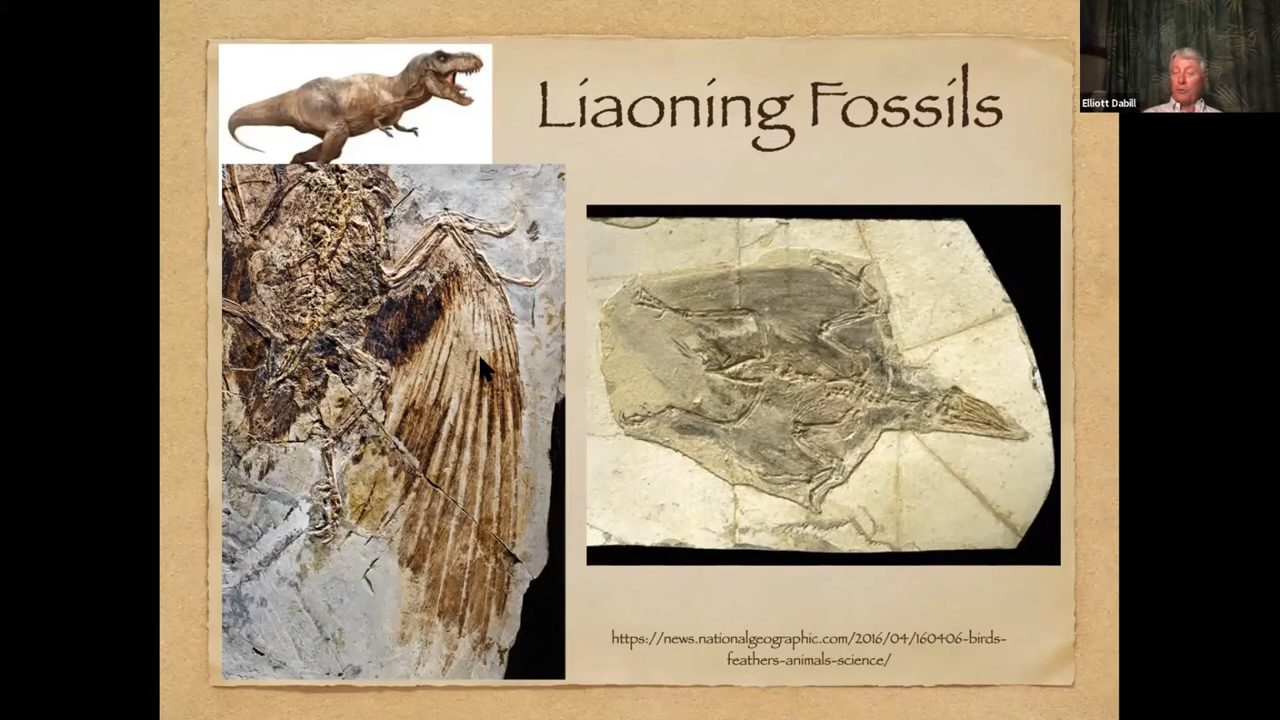 Liaoning Fossils
Elliott Dabill
https://news.nationalgeographic.com/2016/04/160406-birds-
feathers-animals-science/